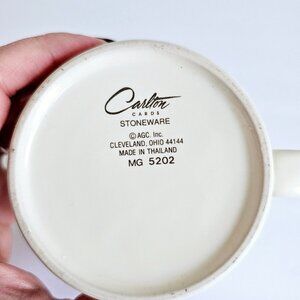 Carlton
CARDS
STONEWARE
© AGC. Inc.
CLEVELAND, OHIO 44144
MADE IN THAILAND
MG 5202